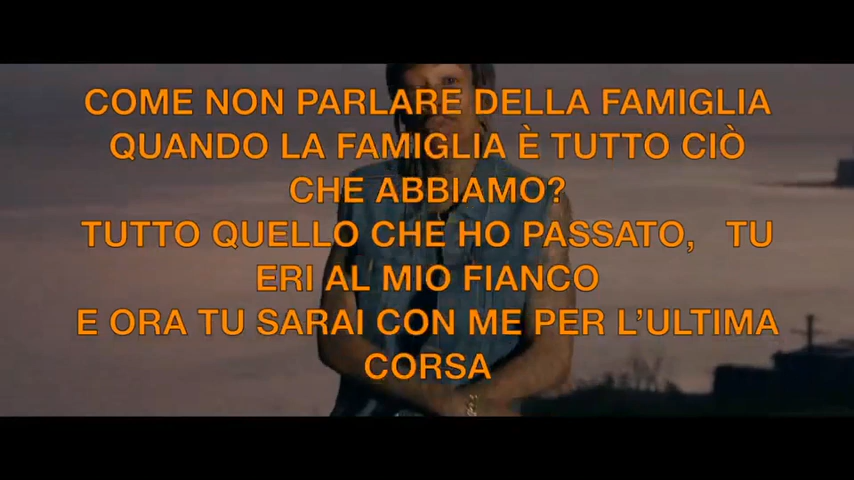 COME NON PARLARE DELLA FAMIGLIA
QUANDO LA FAMIGLIA È TUTTO CIÒ
CHE ABBIAMO?
TUTTO QUELLO CHE HO PASSATO, TU
ERI AL MIO FIANCO
E ORA TU SARAI CON ME PER L'ULTIMA
CORSA